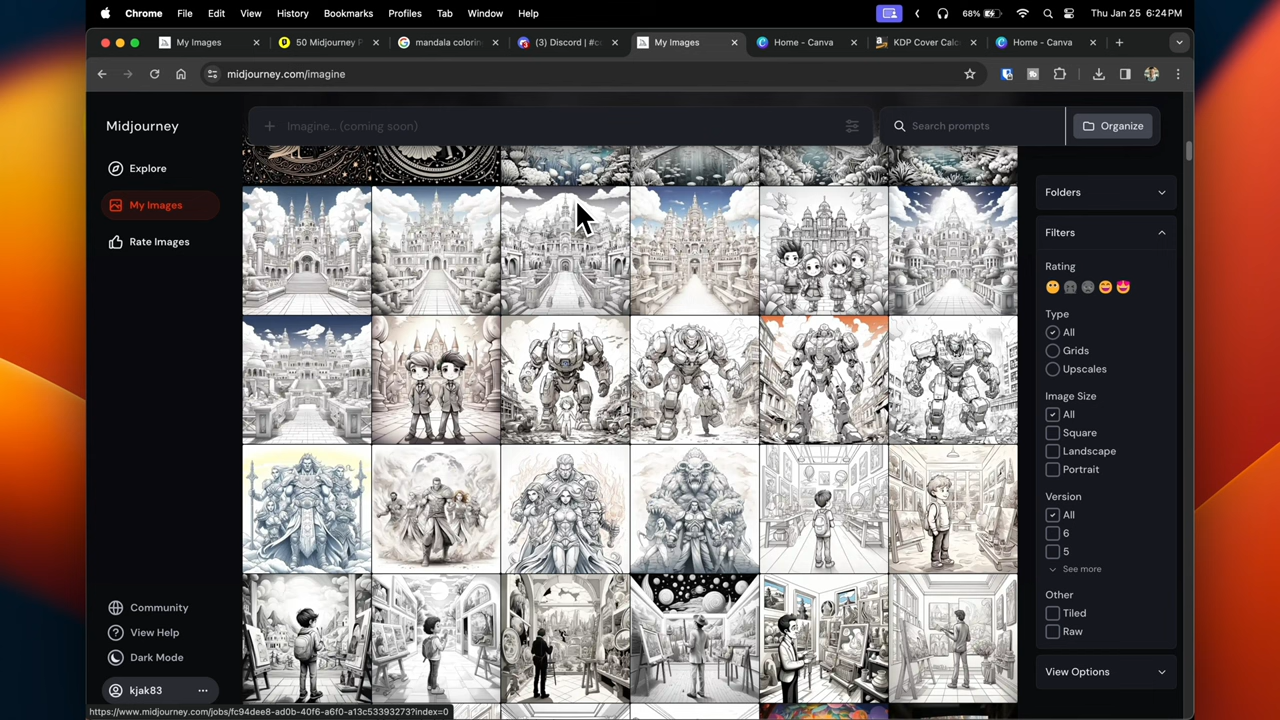 Chrome File Edit View History Bookmarks Profiles Tab Window Help 68% Thu Jan 25 6:24 PM
My Images 50 Midjourney P mandala colorin (3) Discord | #c My Images Home - Canva KDP Cover Calc Home - Canva
midjourney.com/imagine
Midjourney
Imagine... (coming soon)
Search prompts
Organize
Explore
My Images
Rate Images
Folders
Filters
Rating
Type
All
Grids
Upscales
Image Size
All
Square
Landscape
Portrait
Version
All
6
5
See more
Other
Tiled
Raw
View Options
Community
View Help
Dark Mode
kjak83
https://www.midjourney.com/jobs/fc94dee8-ad0b-40f6-a6f0-a13c53393273?index=0